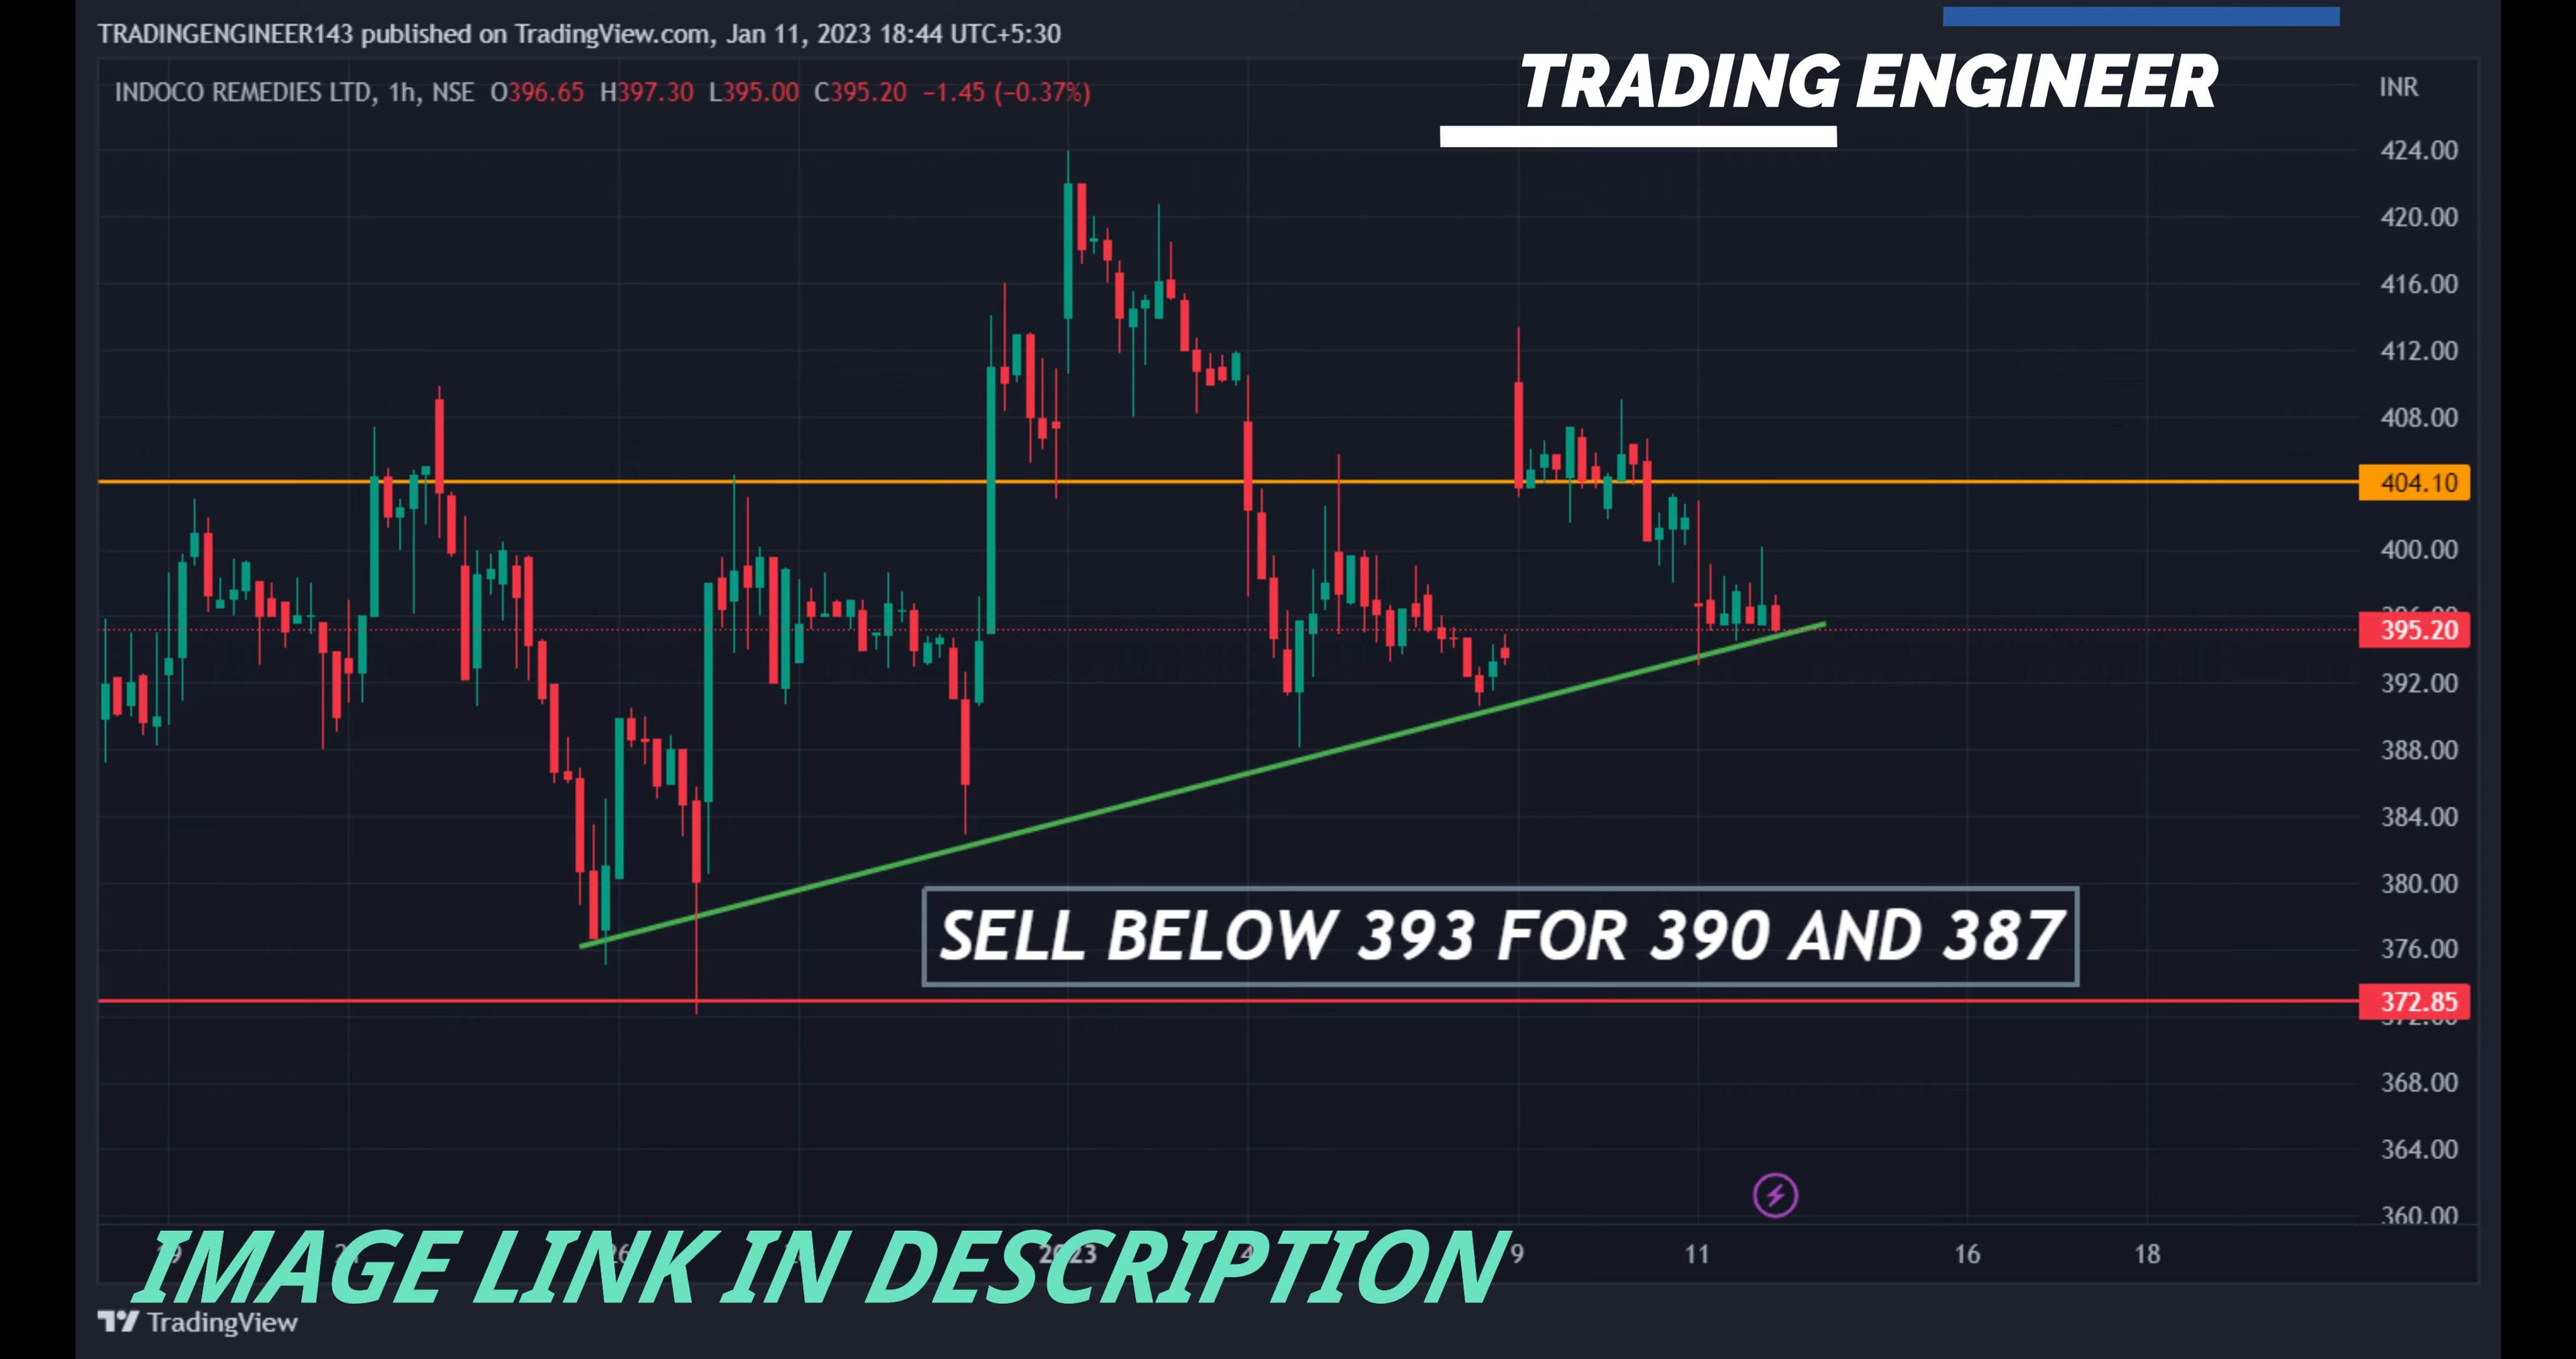 TRADINGENGINEER143 published on TradingView.com, Jan 11, 2023 18:44 UTC+5:30
TRADING ENGINEER
INDOCO REMEDIES LTD, 1h, NSE O396.65 H397.30 L395.00 C395.20 −1.45 (−0.37%)
INR
424.00
420.00
416.00
412.00
408.00
404.10
400.00
395.20
392.00
388.00
384.00
380.00
SELL BELOW 393 FOR 390 AND 387
376.00
372.85
368.00
364.00
360.00
2023 4 9 11 16 18
IMAGE LINK IN DESCRIPTION
TradingView